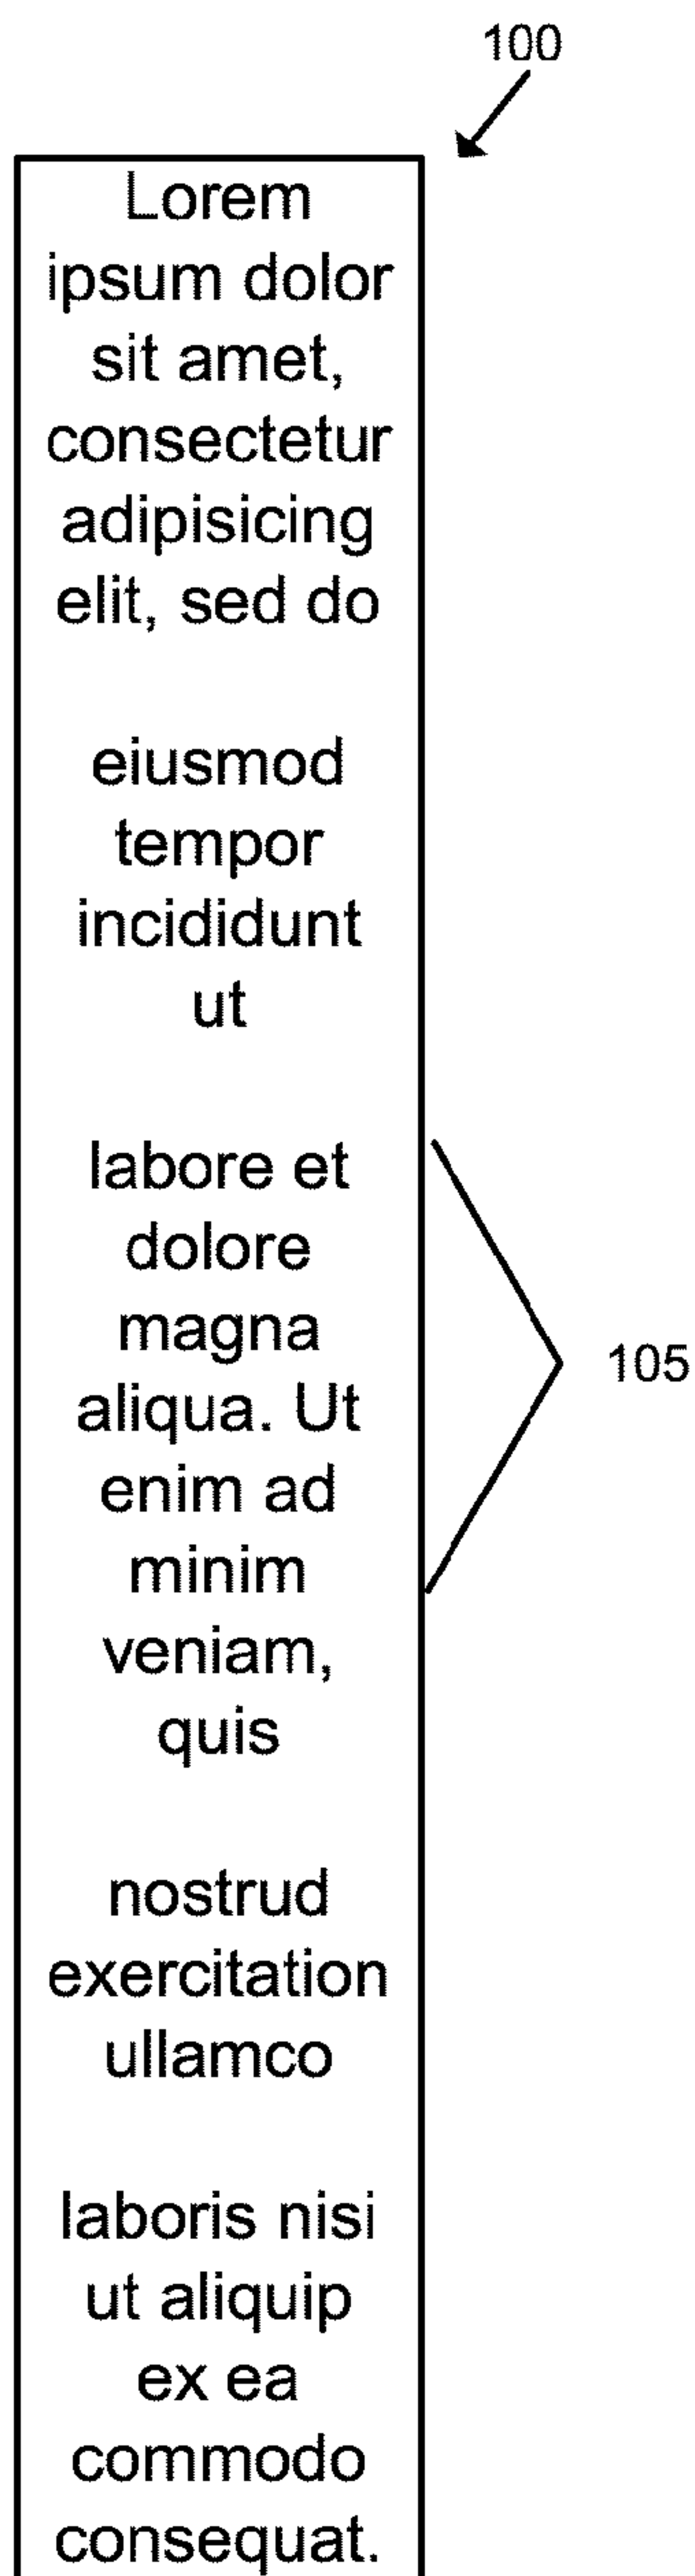 100
Lorem
ipsum dolor
sit amet,
consectetur
adipisicing
elit, sed do
eiusmod
tempor
incididunt
ut
labore et
dolore
magna
105
aliqua. Ut
enim ad
minim
veniam,
quis
nostrud
exercitation
ullamco
laboris nisi
ut aliquip
ex ea
commodo
consequat.